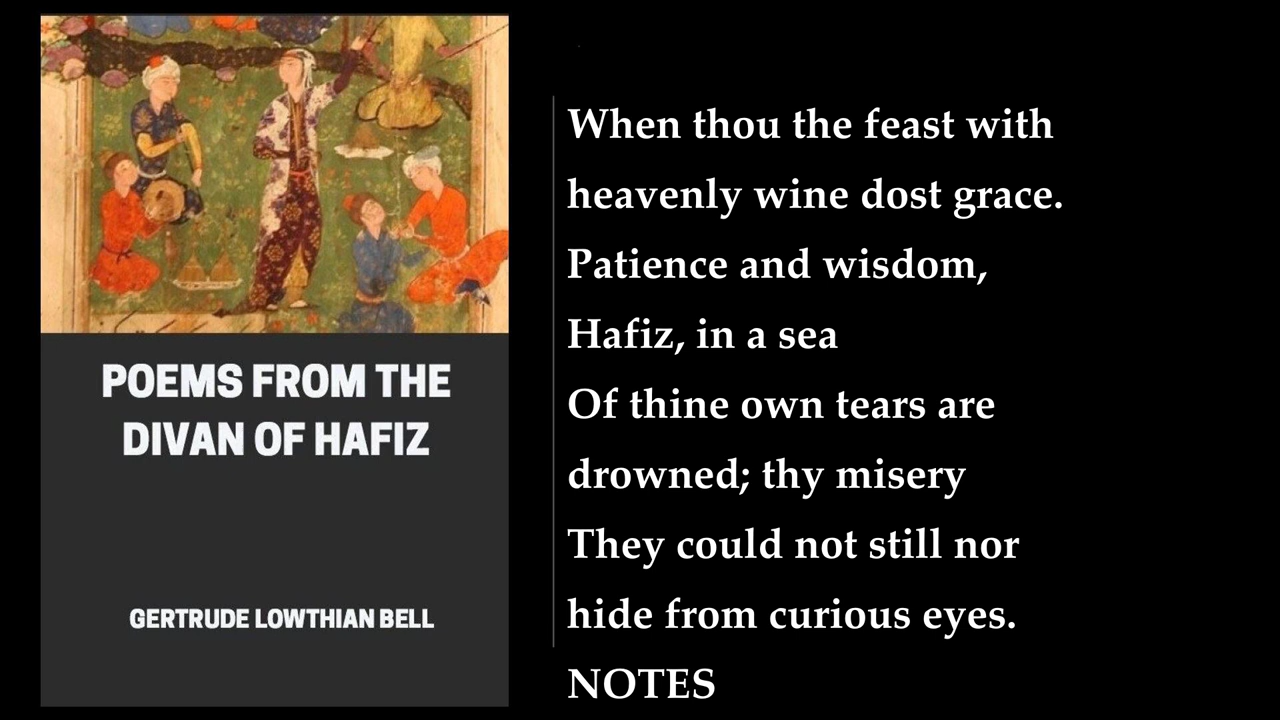 POEMS FROM THE
DIVAN OF HAFIZ
GERTRUDE LOWTHIAN BELL
When thou the feast with
heavenly wine dost grace.
Patience and wisdom,
Hafiz, in a sea
Of thine own tears are
drowned; thy misery
They could not still nor
hide from curious eyes.
NOTES